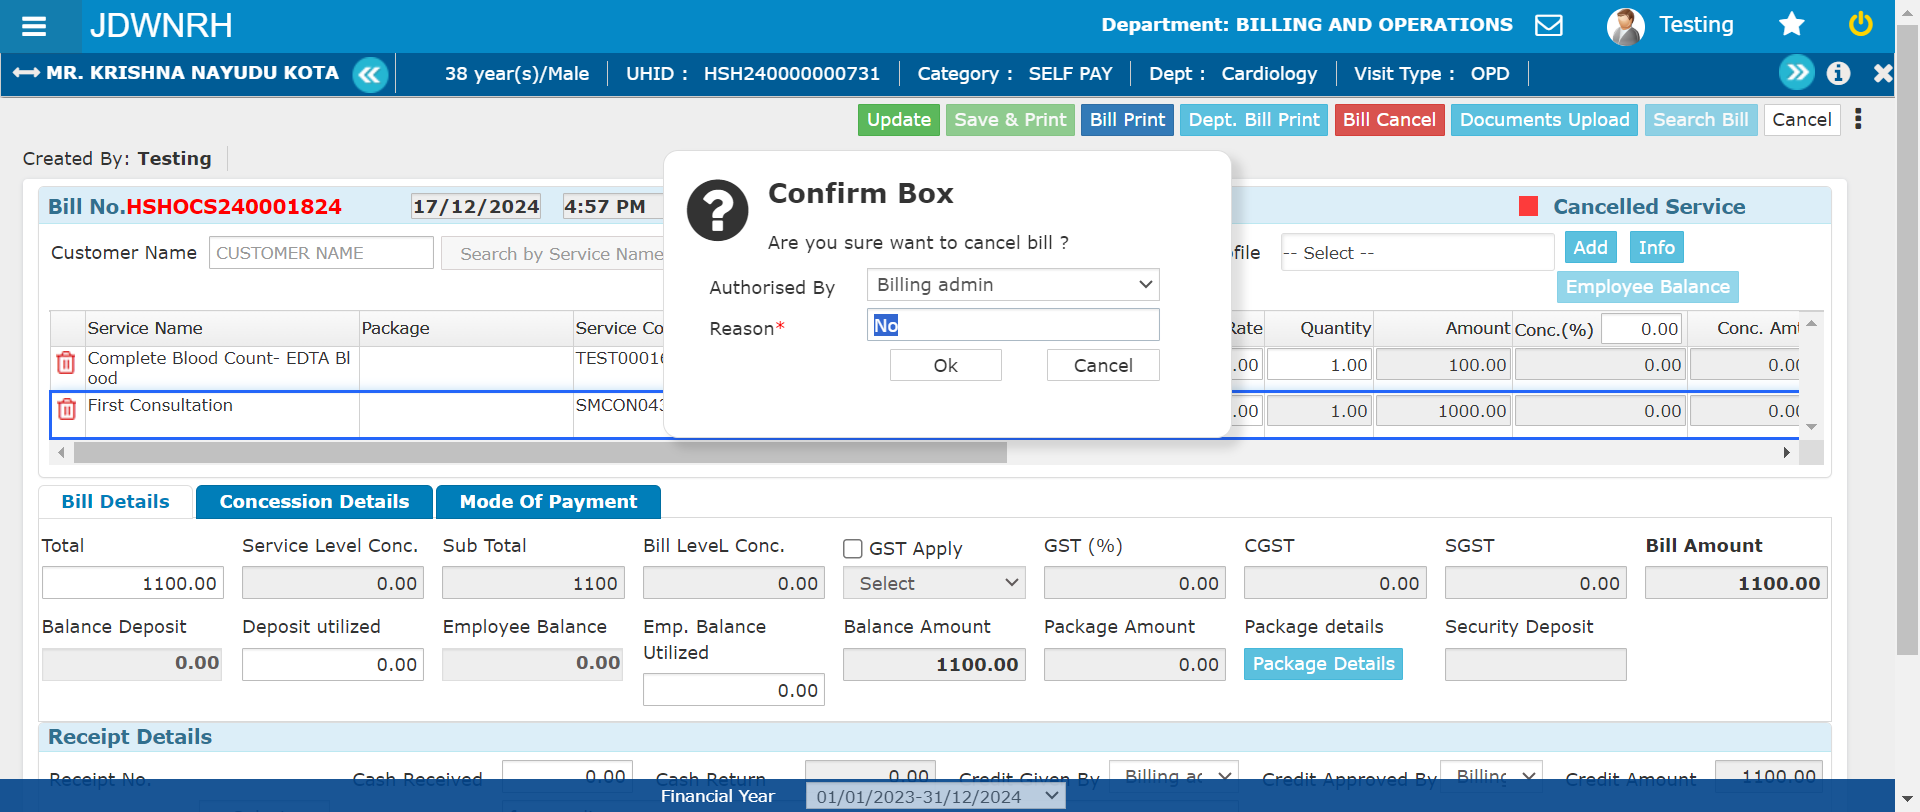 JDWNRH
Department: BILLING AND OPERATIONS
Testing
MR. KRISHNA NAYUDU KOTA
38 year(s)/Male
UHID : HSH240000000731
Category : SELF PAY
Dept : Cardiology
Visit Type : OPD
Update
Save & Print
Bill Print
Dept. Bill Print
Bill Cancel
Documents Upload
Search Bill
Cancel
Created By: Testing
Bill No.HSHOCS240001824
17/12/2024
4:57 PM
Cancelled Service
Customer Name
CUSTOMER NAME
Search by Service Name
-- Select --
Add
Info
Employee Balance
Confirm Box
Are you sure want to cancel bill ?
Authorised By
Billing admin
Reason*
No
Ok
Cancel
Service Name
Package
Service Co
Rate
Quantity
Amount
Conc.(%)
0.00
Conc. Amt
Complete Blood Count- EDTA Bl
ood
TEST00016
.00
1.00
100.00
0.00
0.00
First Consultation
SMCON043
.00
1.00
1000.00
0.00
0.00
Bill Details
Concession Details
Mode Of Payment
Total
Service Level Conc.
Sub Total
Bill LeveL Conc.
GST Apply
GST (%)
CGST
SGST
Bill Amount
1100.00
0.00
1100
0.00
Select
0.00
0.00
0.00
1100.00
Balance Deposit
Deposit utilized
Employee Balance
Emp. Balance
Utilized
Balance Amount
Package Amount
Package details
Security Deposit
0.00
0.00
0.00
0.00
1100.00
0.00
Package Details
Receipt Details
Receipt No.
Cash Received
0.00
Cash Return
0.00
Credit Given By
Billing
Credit Approved By
Billing
Credit Amount
1100.00
Financial Year
01/01/2023-31/12/2024